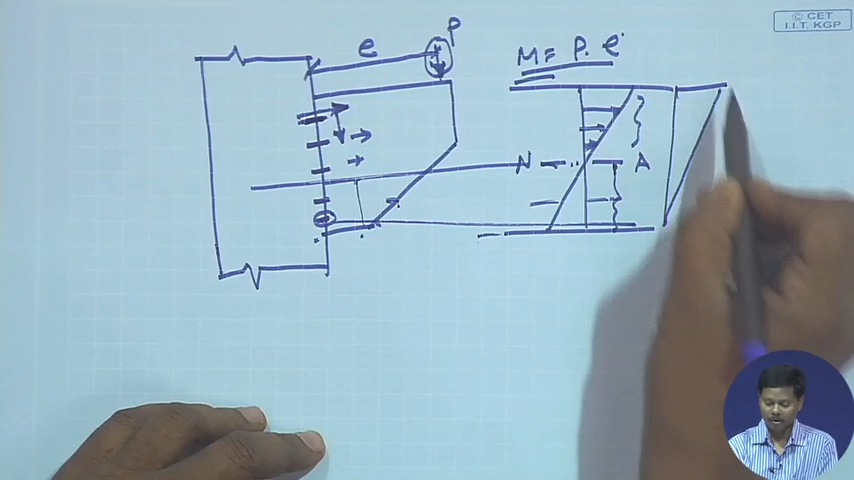 © CET
I.I.T. KGP
P
e
M = P. e
N
A